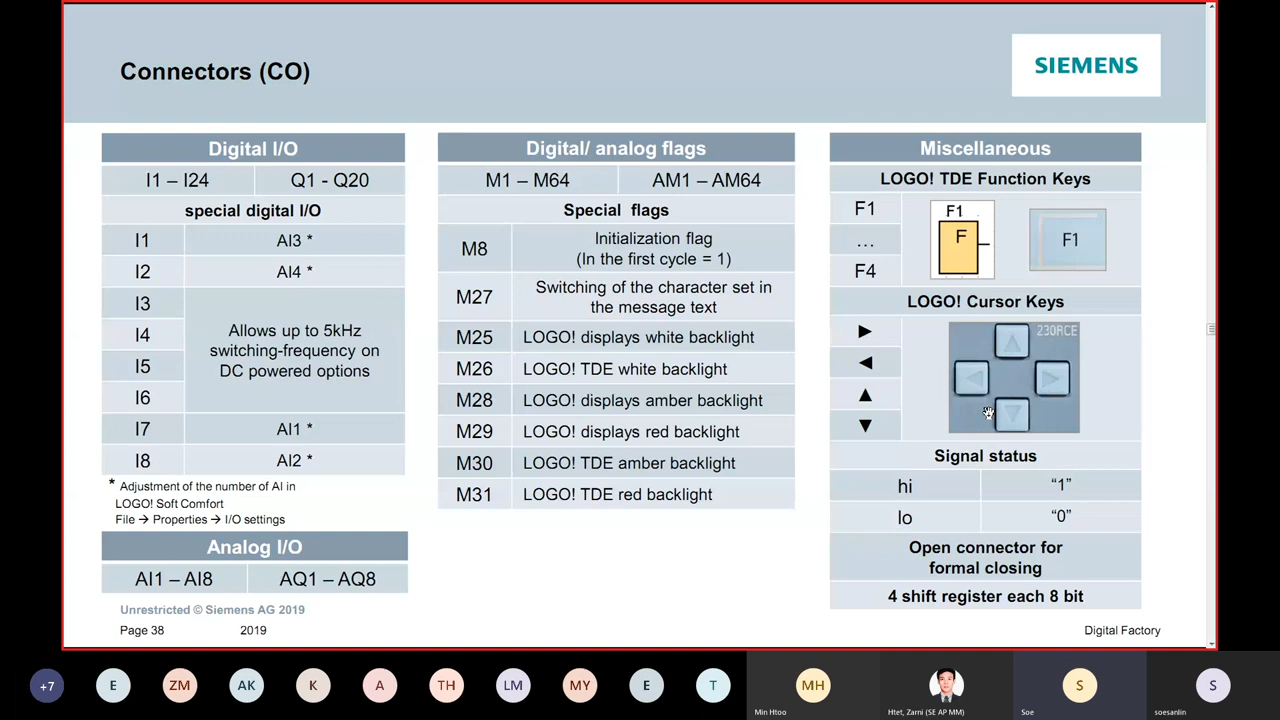 Connectors (CO)
SIEMENS
Digital I/O
I1 – I24 Q1 - Q20
special digital I/O
I1 AI3 *
I2 AI4 *
I3
I4
I5
I6
Allows up to 5kHz
switching-frequency on
DC powered options
I7 AI1 *
I8 AI2 *
* Adjustment of the number of AI in
LOGO! Soft Comfort
File → Properties → I/O settings
Analog I/O
AI1 – AI8 AQ1 – AQ8
Digital/ analog flags
M1 – M64 AM1 – AM64
Special flags
M8 Initialization flag
(In the first cycle = 1)
M27 Switching of the character set in
the message text
M25 LOGO! displays white backlight
M26 LOGO! TDE white backlight
M28 LOGO! displays amber backlight
M29 LOGO! displays red backlight
M30 LOGO! TDE amber backlight
M31 LOGO! TDE red backlight
Miscellaneous
LOGO! TDE Function Keys
F1
...
F4
F1
F
F1
LOGO! Cursor Keys
►
◄
▲
▼
230RCE
Signal status
hi “1”
lo “0”
Open connector for
formal closing
4 shift register each 8 bit
Unrestricted © Siemens AG 2019
Page 38 2019 Digital Factory
+7 E ZM AK K A TH LM MY E T MH S S
Min Htoo Htet, Zarni (SE AP MM) Soe soesanlin